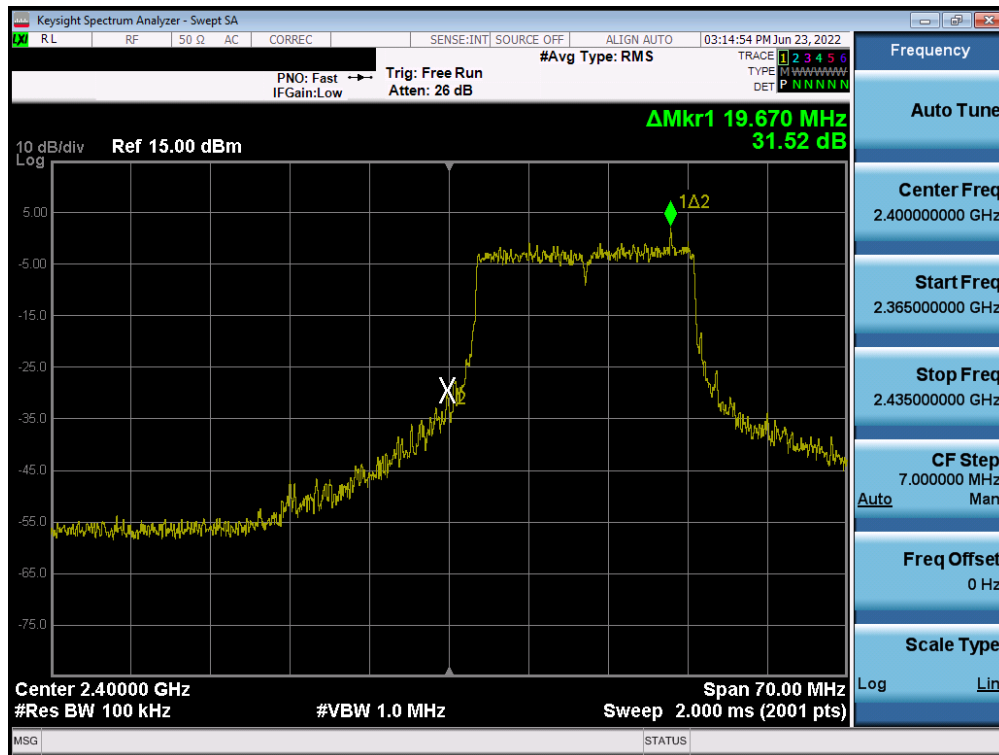 Keysight Spectrum Analyzer - Swept SA
LXI RL RF 50 Ω AC CORREC SENSE:INT SOURCE OFF ALIGN AUTO 03:14:54 PM Jun 23, 2022
#Avg Type: RMS
TRACE 1 2 3 4 5 6
TYPE M WWWWW
DET P N N N N N
PNO: Fast
IFGain:Low
Trig: Free Run
Atten: 26 dB
ΔMkr1 19.670 MHz
31.52 dB
10 dB/div
Log
Ref 15.00 dBm
5.00
-5.00
-15.0
-25.0
-35.0
-45.0
-55.0
-65.0
-75.0
1Δ2
X2
Center 2.40000 GHz
Span 70.00 MHz
#Res BW 100 kHz
#VBW 1.0 MHz
Sweep 2.000 ms (2001 pts)
MSG
STATUS
Frequency
Auto Tune
Center Freq
2.400000000 GHz
Start Freq
2.365000000 GHz
Stop Freq
2.435000000 GHz
CF Step
7.000000 MHz
Auto Man
Freq Offset
0 Hz
Scale Type
Log Lin